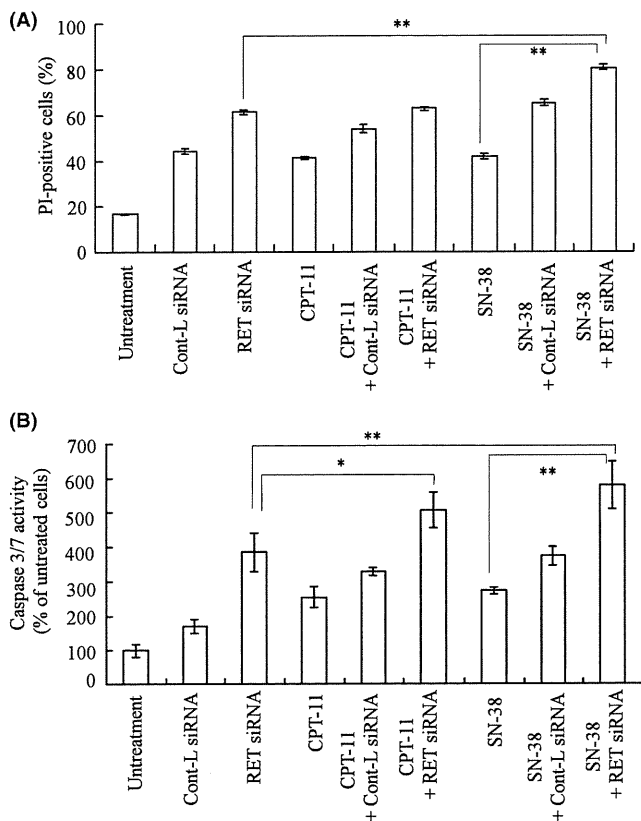 (A)
PI-positive cells (%)
100
80
60
40
20
0
**
**
Untreatment
Cont-L siRNA
RET siRNA
CPT-11
CPT-11
+ Cont-L siRNA
CPT-11
+ RET siRNA
SN-38
SN-38
+ Cont-L siRNA
SN-38
+ RET siRNA
(B)
Caspase 3/7 activity
(% of untreated cells)
700
600
500
400
300
200
100
0
**
*
**
Untreatment
Cont-L siRNA
RET siRNA
CPT-11
CPT-11
+ Cont-L siRNA
CPT-11
+ RET siRNA
SN-38
SN-38
+ Cont-L siRNA
SN-38
+ RET siRNA